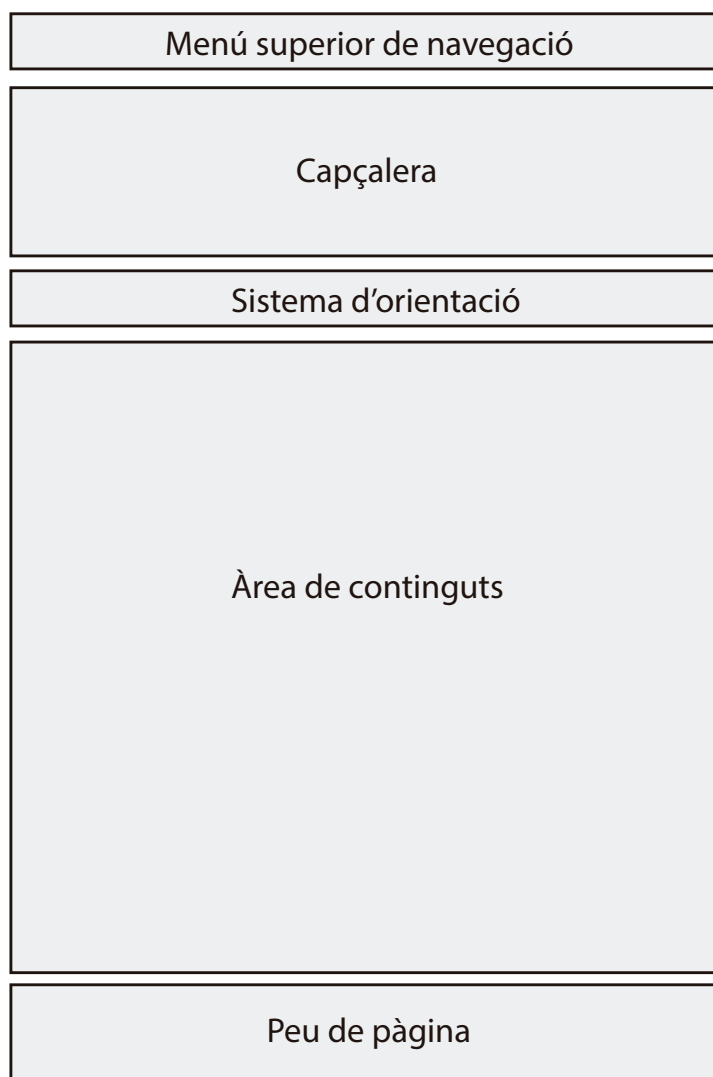 Menú superior de navegació
Capçalera
Sistema d’orientació
Àrea de continguts
Peu de pàgina